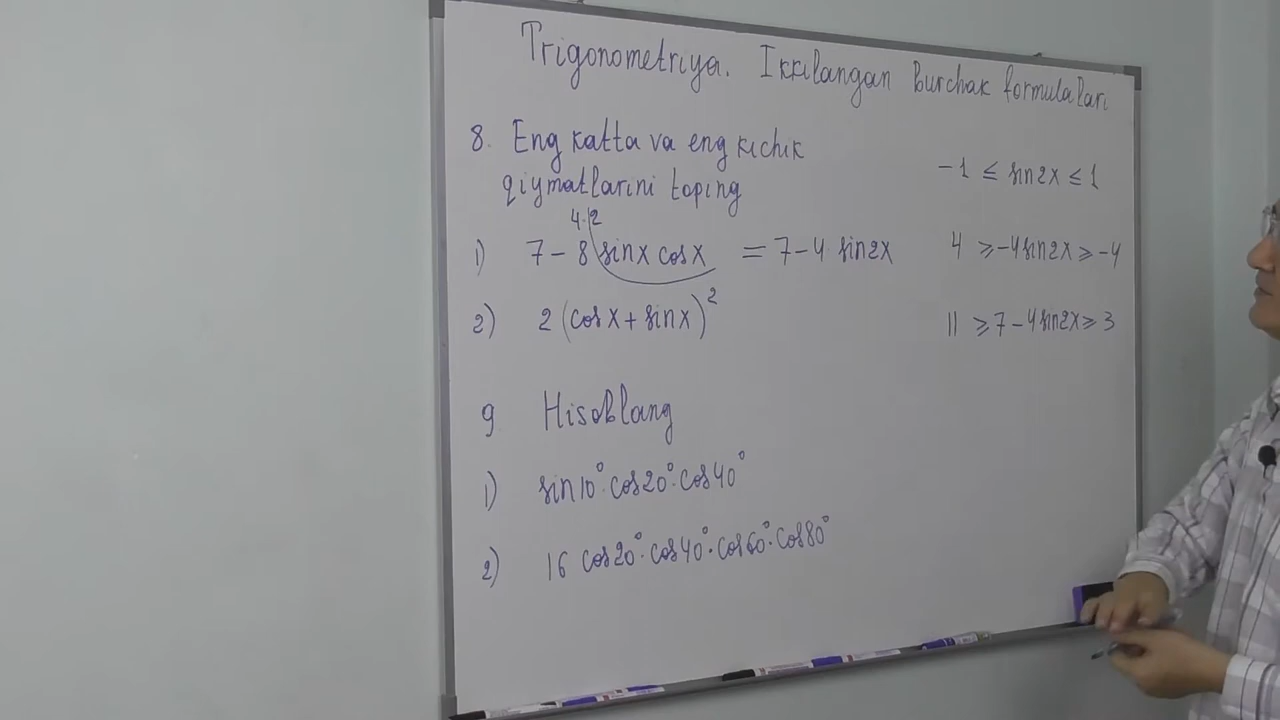 Trigonometriya. Ikkilangan burchak formulalari
8. Eng katta va eng kichik
qiymatlarini toping
4·2
1) 7 - 8 sinx cosx = 7 - 4 sin2x
2) 2 (cosx + sinx)²
-1 ≤ sin2x ≤ 1
4 ≥ -4sin2x ≥ -4
11 ≥ 7 - 4sin2x ≥ 3
9 Hisoblang
1) sin10°·cos20°·cos40°
2) 16 cos20°·cos40°·cos60°·cos80°